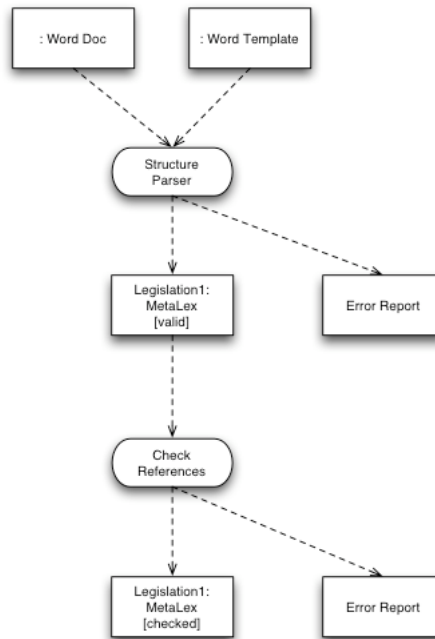 : Word Doc
: Word Template
Structure
Parser
Legislation1:
MetaLex
[valid]
Error Report
Check
References
Legislation1:
MetaLex
[checked]
Error Report